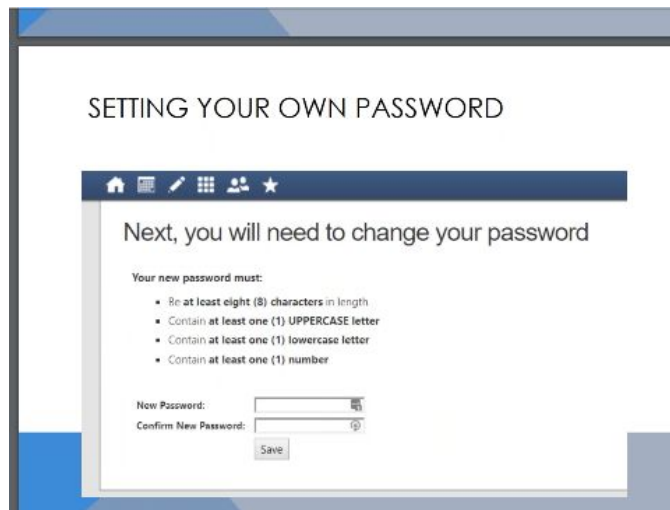 SETTING YOUR OWN PASSWORD
Next, you will need to change your password
Your new password must:
Be at least eight (8) characters in length
Contain at least one (1) UPPERCASE letter
Contain at least one (1) lowercase letter
Contain at least one (1) number
New Password:
Confirm New Password:
Save